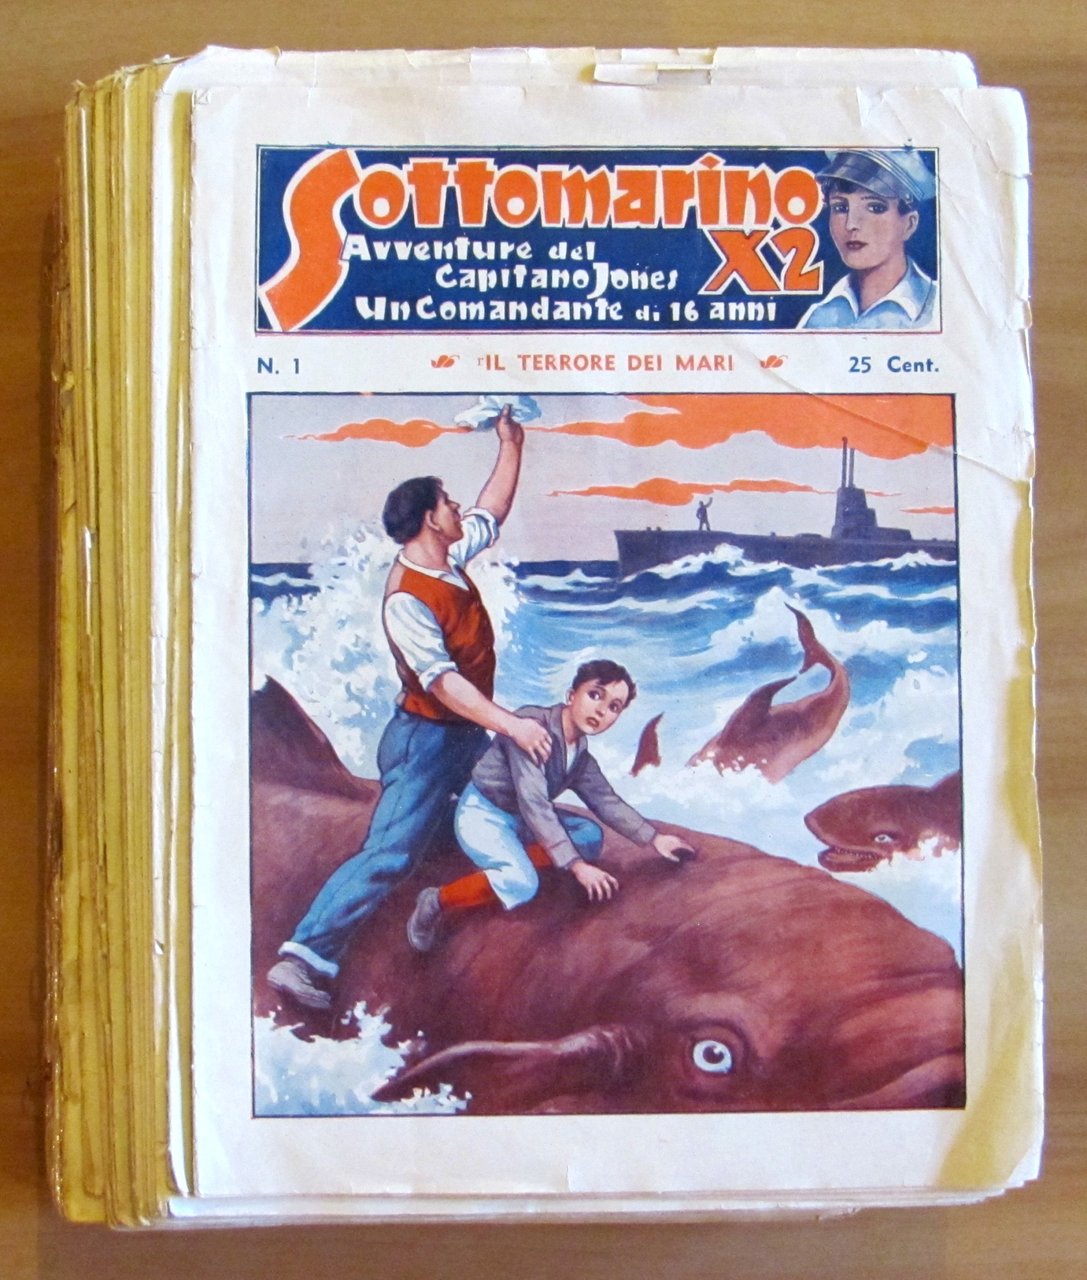 Sottomarino
X2
Avventure del
Capitano Jones
Un Comandante di 16 anni
N. 1 IL TERRORE DEI MARI 25 Cent.